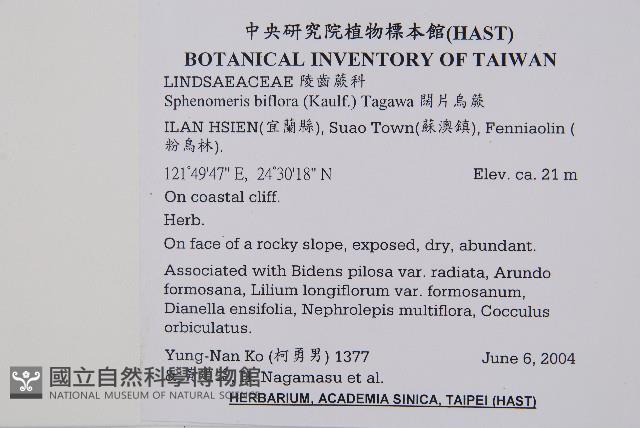 中央研究院植物標本館(HAST)
BOTANICAL INVENTORY OF TAIWAN
LINDSAEACEAE 陵齒蕨科
Sphenomeris biflora (Kaulf.) Tagawa 闊片烏蕨
ILAN HSIEN(宜蘭縣), Suao Town(蘇澳鎮), Fenniaolin (
粉鳥林).
121°49'47" E, 24°30'18" N Elev. ca. 21 m
On coastal cliff.
Herb.
On face of a rocky slope, exposed, dry, abundant.
Associated with Bidens pilosa var. radiata, Arundo
formosana, Lilium longiflorum var. formosanum,
Dianella ensifolia, Nephrolepis multiflora, Cocculus
orbiculatus.
Yung-Nan Ko (柯勇男) 1377 June 6, 2004
Nagamasu et al.
國立自然科學博物館
NATIONAL MUSEUM OF NATURAL SCIENCE
HERBARIUM, ACADEMIA SINICA, TAIPEI (HAST)